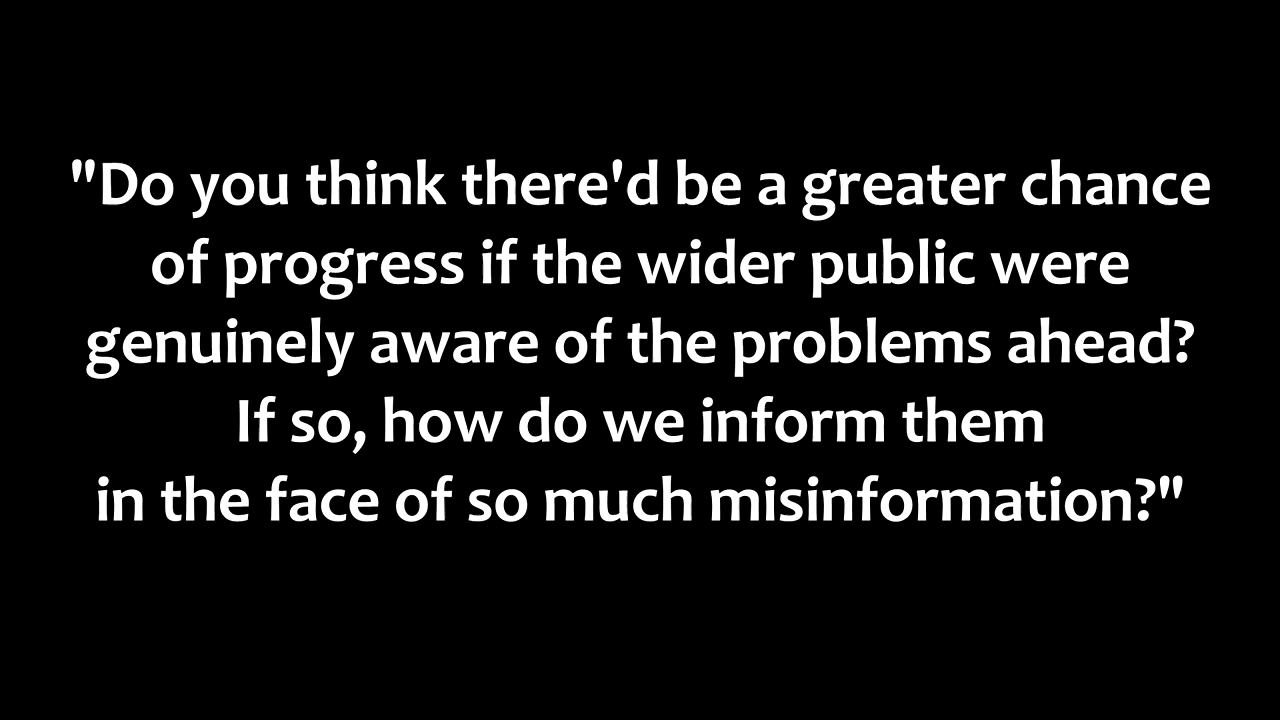 "Do you think there'd be a greater chance
of progress if the wider public were
genuinely aware of the problems ahead?
If so, how do we inform them
in the face of so much misinformation?"